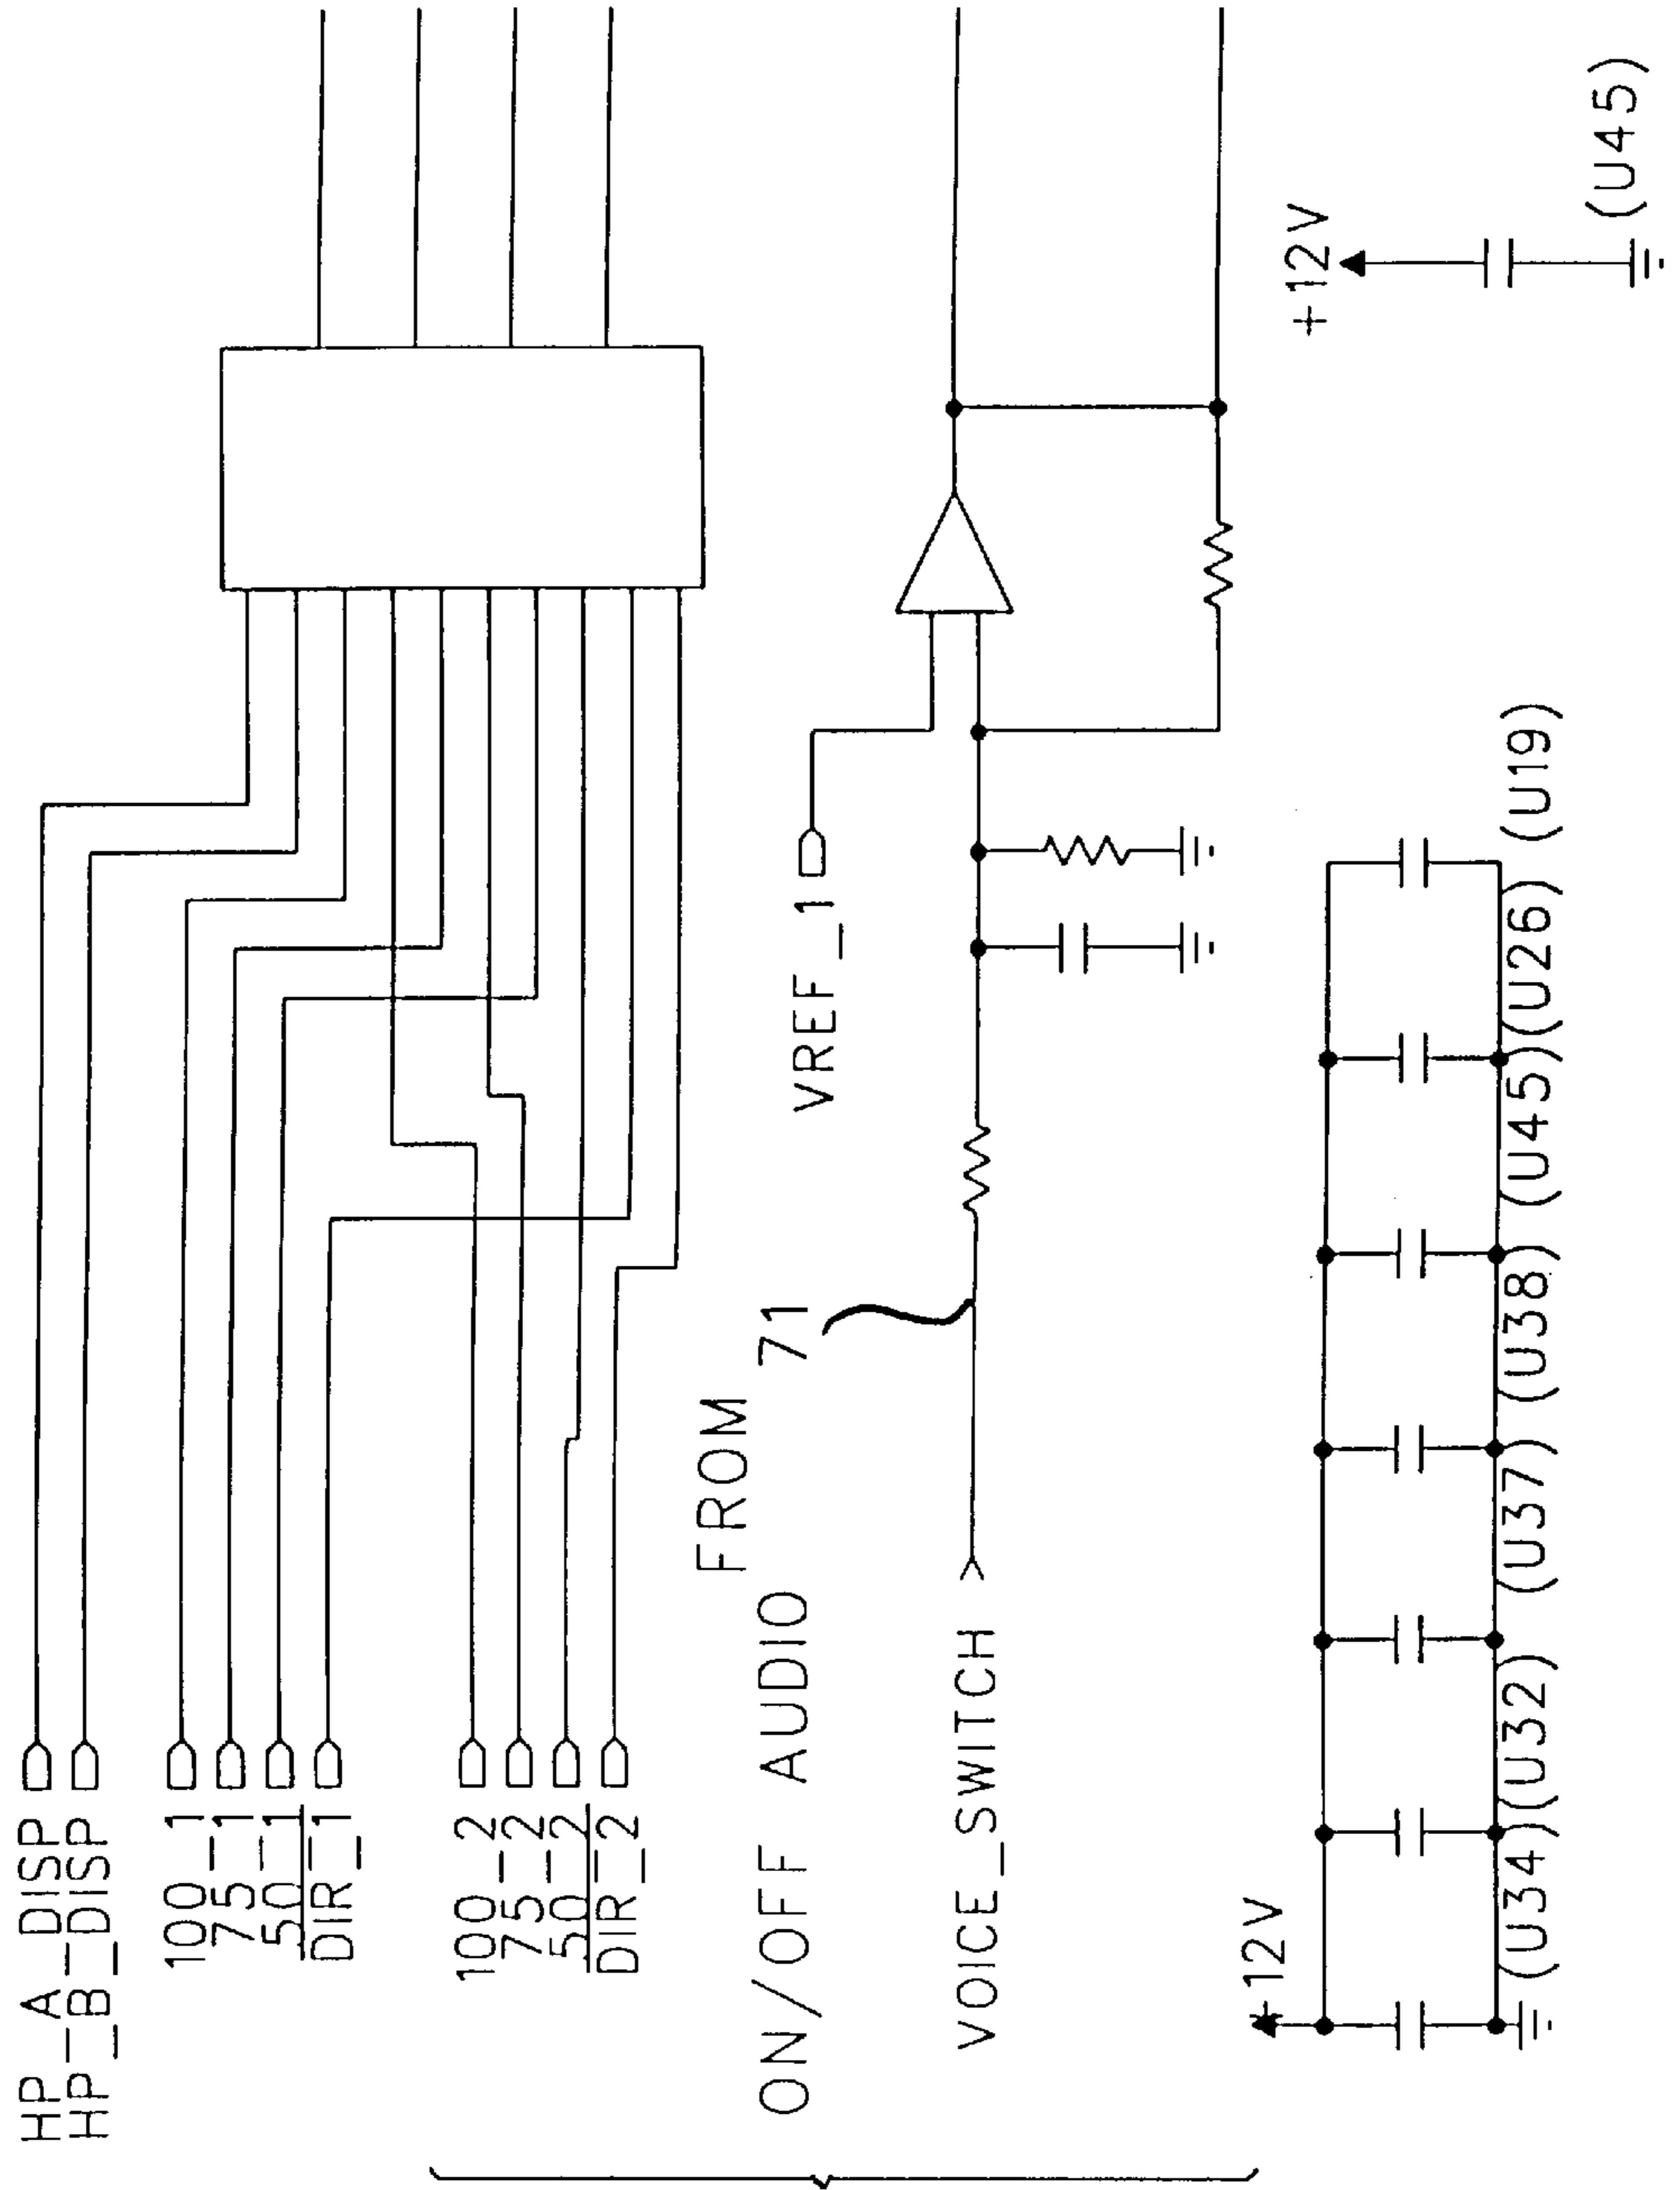 HP_A_DISP
HP_B_DISP
100_1
75_1
50_1
DIR_1
100_2
75_2
50_2
DIR_2
FROM
ON/OFF AUDIO
71
VREF_1
VOICE_SWITCH
+12V
+12V
(U34)(U32) (U37) (U38) (U45)(U26) (U19)
(U45)